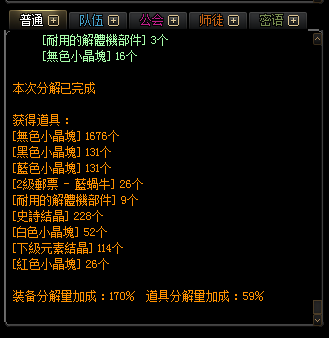 普通 队伍 公会 师徒 密语
[耐用的解體機部件] 3个
[無色小晶塊] 16个
本次分解已完成
获得道具：
[無色小晶塊] 1676个
[黑色小晶塊] 131个
[藍色小晶塊] 131个
[2級郵票 - 藍蝸牛] 26个
[耐用的解體機部件] 9个
[史詩結晶] 228个
[白色小晶塊] 52个
[下級元素結晶] 114个
[紅色小晶塊] 26个
装备分解量加成：170% 道具分解量加成：59%